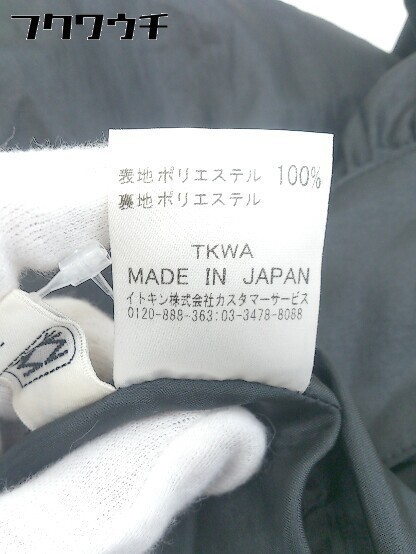 フクワウチ
表地ポリエステル 100%
裏地ポリエステル
TKWA
MADE IN JAPAN
イトキン株式会社カスタマーサービス
0120-888-363:03-3478-8088